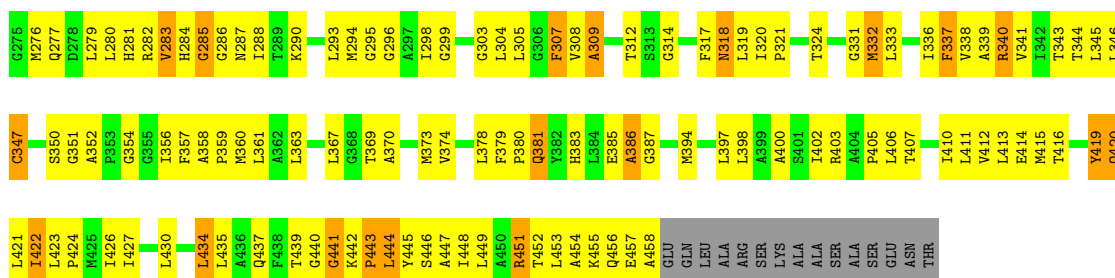 G275 M276 Q277 D278 L279 L280 H281 R282 V283 H284 G285 G286 N287 I288 T289 K290 L293 M294 G295 G296 A297 I298 G299 G303 L304 L305 G306 F307 V308 A309 T312 S313 G314 F317 N318 L319 I320 P321 T324 G331 M332 L333 I336 F337 V338 A339 R340 V341 I342 T343 T344 L345 L346
C347 S350 G351 A352 P353 G354 G355 I356 F357 A358 P359 M360 L361 A362 L363 L367 G368 T369 A370 M373 V374 L378 F379 P380 Q381 Y382 H383 L384 E385 A386 G387 M394 L397 L398 A399 A400 S401 I402 R403 A404 P405 L406 T407 I410 L411 V412 L413 E414 M415 T416 Y419
L421 I422 L423 P424 M425 I426 I427 L430 L434 L435 A436 Q437 F438 T439 G440 G441 K442 P443 L444 Y445 S446 A447 I448 L449 A450 R451 T452 L453 A454 K455 Q456 E457 A458 GLU GLN LEU ALA ARG SER LYS ALA ALA SER ALA SER GLU ASN THR